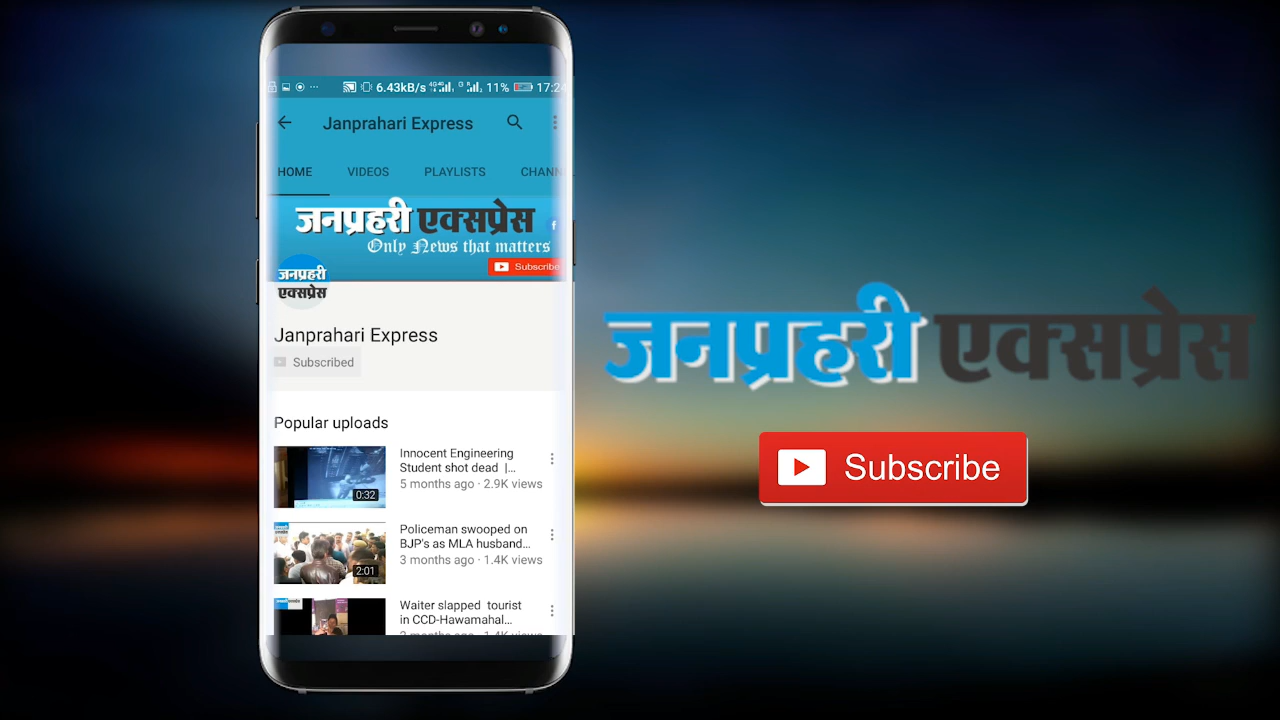 6.43kB/s 11% 17:24
Janprahari Express
HOME VIDEOS PLAYLISTS CHANN
जनप्रहरी एक्सप्रेस
Only News that matters
Subscribe
जनप्रहरी
एक्सप्रेस
Janprahari Express
Subscribed
Popular uploads
Innocent Engineering
Student shot dead |...
5 months ago · 2.9K views
0:32
Policeman swooped on
BJP's as MLA husband...
3 months ago · 1.4K views
2:01
Waiter slapped tourist
in CCD-Hawamahal...
जनप्रहरी एक्सप्रेस
Subscribe